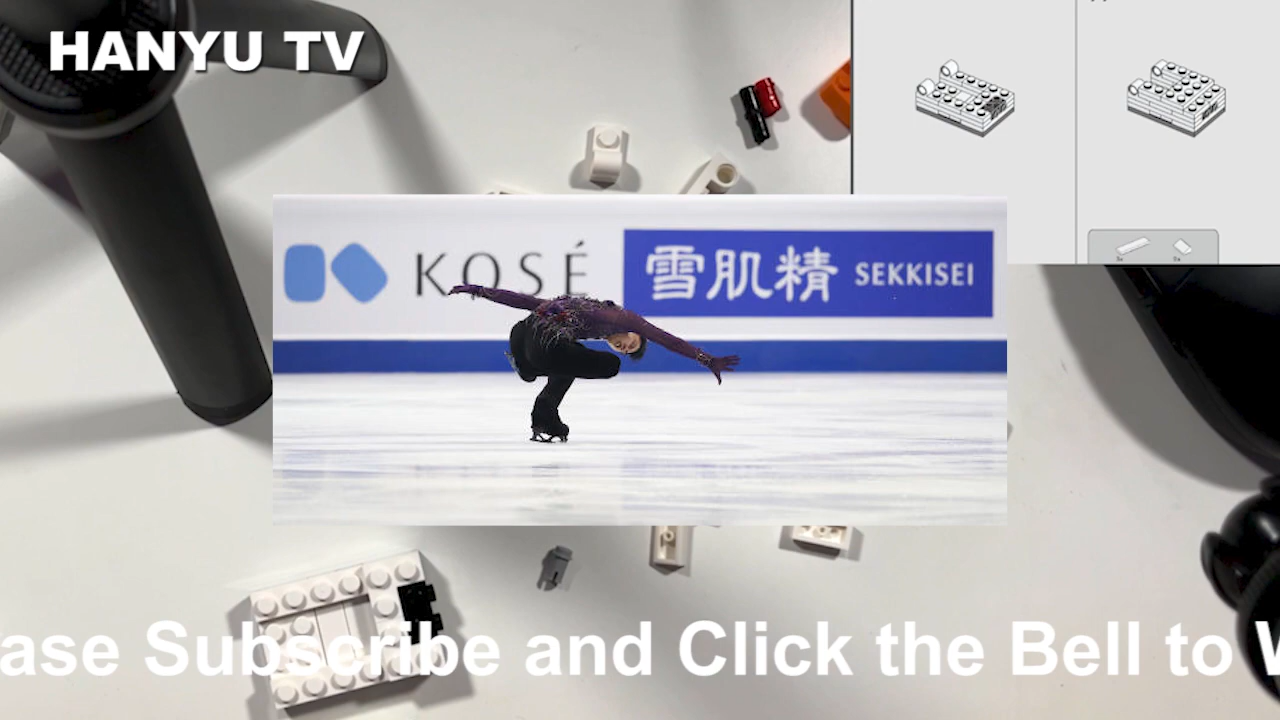 HANYU TV
KOSÉ
雪肌精 SEKKISEI
ase Subscribe and Click the Bell to W